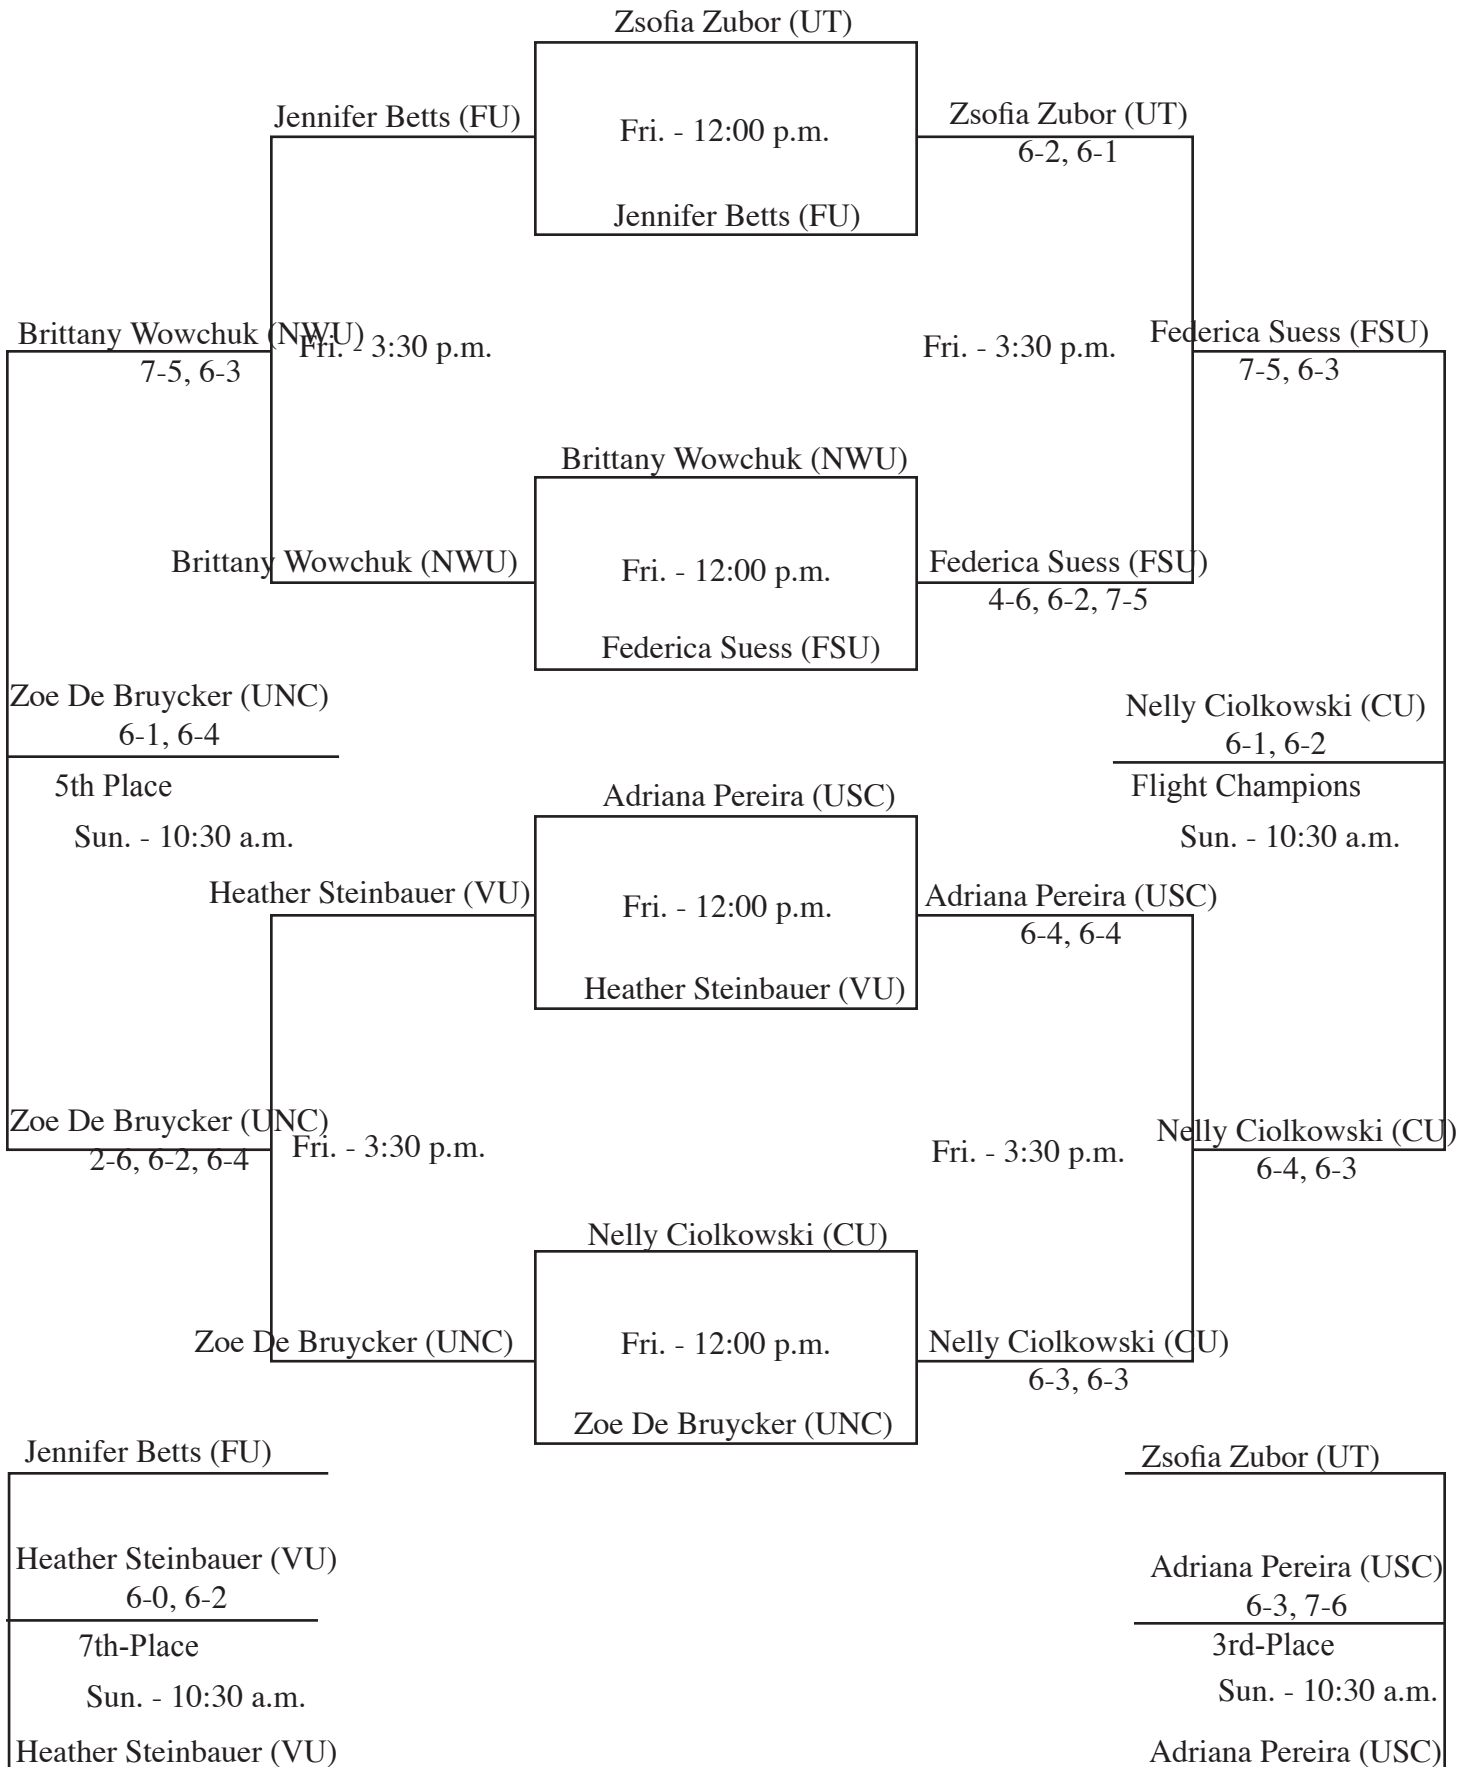 Zsofia Zubor (UT)
Jennifer Betts (FU)
Fri. - 12:00 p.m.
Zsofia Zubor (UT)
6-2, 6-1
Jennifer Betts (FU)
Brittany Wowchuk (NWU)
7-5, 6-3
Fri. - 3:30 p.m.
Fri. - 3:30 p.m.
Federica Suess (FSU)
7-5, 6-3
Brittany Wowchuk (NWU)
Brittany Wowchuk (NWU)
Fri. - 12:00 p.m.
Federica Suess (FSU)
4-6, 6-2, 7-5
Federica Suess (FSU)
Zoe De Bruycker (UNC)
6-1, 6-4
5th Place
Sun. - 10:30 a.m.
Nelly Ciolkowski (CU)
6-1, 6-2
Flight Champions
Sun. - 10:30 a.m.
Adriana Pereira (USC)
Heather Steinbauer (VU)
Fri. - 12:00 p.m.
Adriana Pereira (USC)
6-4, 6-4
Heather Steinbauer (VU)
Zoe De Bruycker (UNC)
2-6, 6-2, 6-4
Fri. - 3:30 p.m.
Fri. - 3:30 p.m.
Nelly Ciolkowski (CU)
6-4, 6-3
Nelly Ciolkowski (CU)
Zoe De Bruycker (UNC)
Fri. - 12:00 p.m.
Nelly Ciolkowski (CU)
6-3, 6-3
Zoe De Bruycker (UNC)
Jennifer Betts (FU)
Heather Steinbauer (VU)
6-0, 6-2
7th-Place
Sun. - 10:30 a.m.
Heather Steinbauer (VU)
Zsofia Zubor (UT)
Adriana Pereira (USC)
6-3, 7-6
3rd-Place
Sun. - 10:30 a.m.
Adriana Pereira (USC)